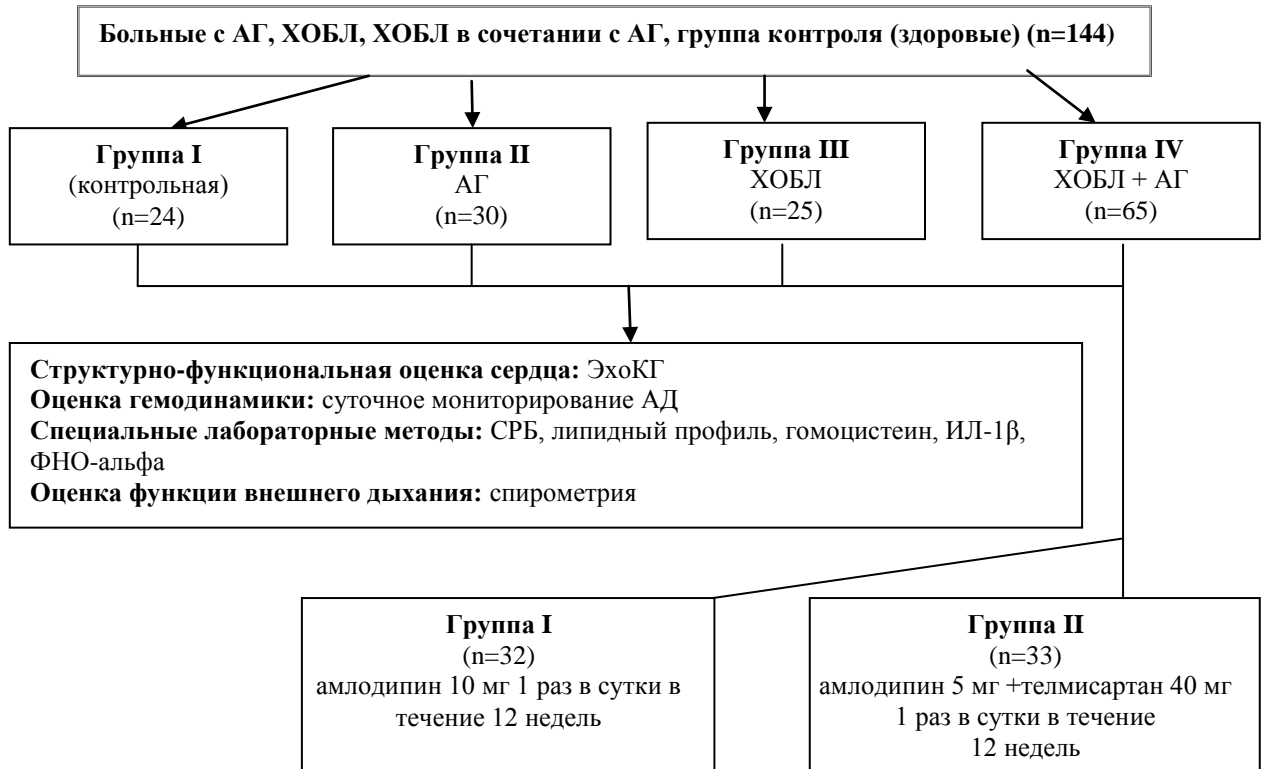 Больные с АГ, ХОБЛ, ХОБЛ в сочетании с АГ, группа контроля (здоровые) (n=144)
Группа I
(контрольная)
(n=24)
Группа II
АГ
(n=30)
Группа III
ХОБЛ
(n=25)
Группа IV
ХОБЛ + АГ
(n=65)
Структурно-функциональная оценка сердца: ЭхоКГ
Оценка гемодинамики: суточное мониторирование АД
Специальные лабораторные методы: СРБ, липидный профиль, гомоцистеин, ИЛ-1β,
ФНО-альфа
Оценка функции внешнего дыхания: спирометрия
Группа I
(n=32)
амлодипин 10 мг 1 раз в сутки в
течение 12 недель
Группа II
(n=33)
амлодипин 5 мг +телмисартан 40 мг
1 раз в сутки в течение
12 недель